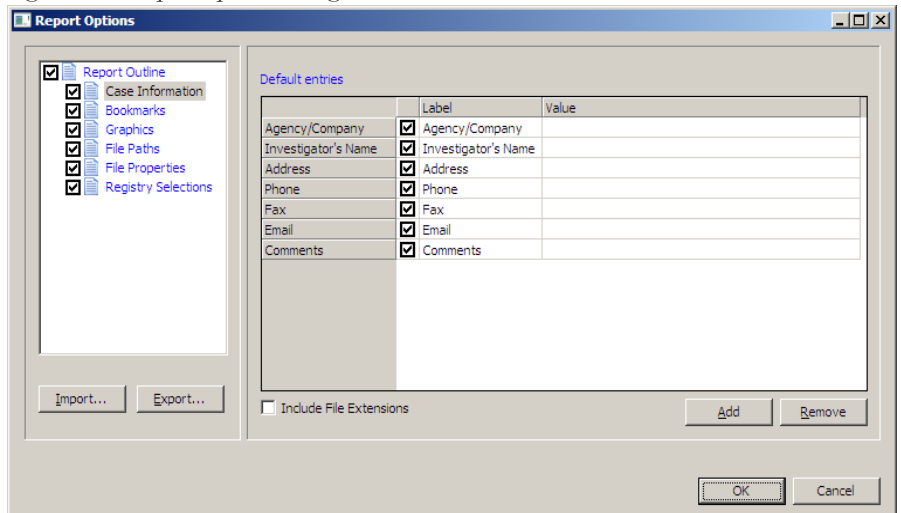 Report Options
Report Outline
Case Information
Bookmarks
Graphics
File Paths
File Properties
Registry Selections
Import...
Export...
Default entries
Label Value
Agency/Company Agency/Company
Investigator's Name Investigator's Name
Address Address
Phone Phone
Fax Fax
Email Email
Comments Comments
Include File Extensions
Add
Remove
OK
Cancel